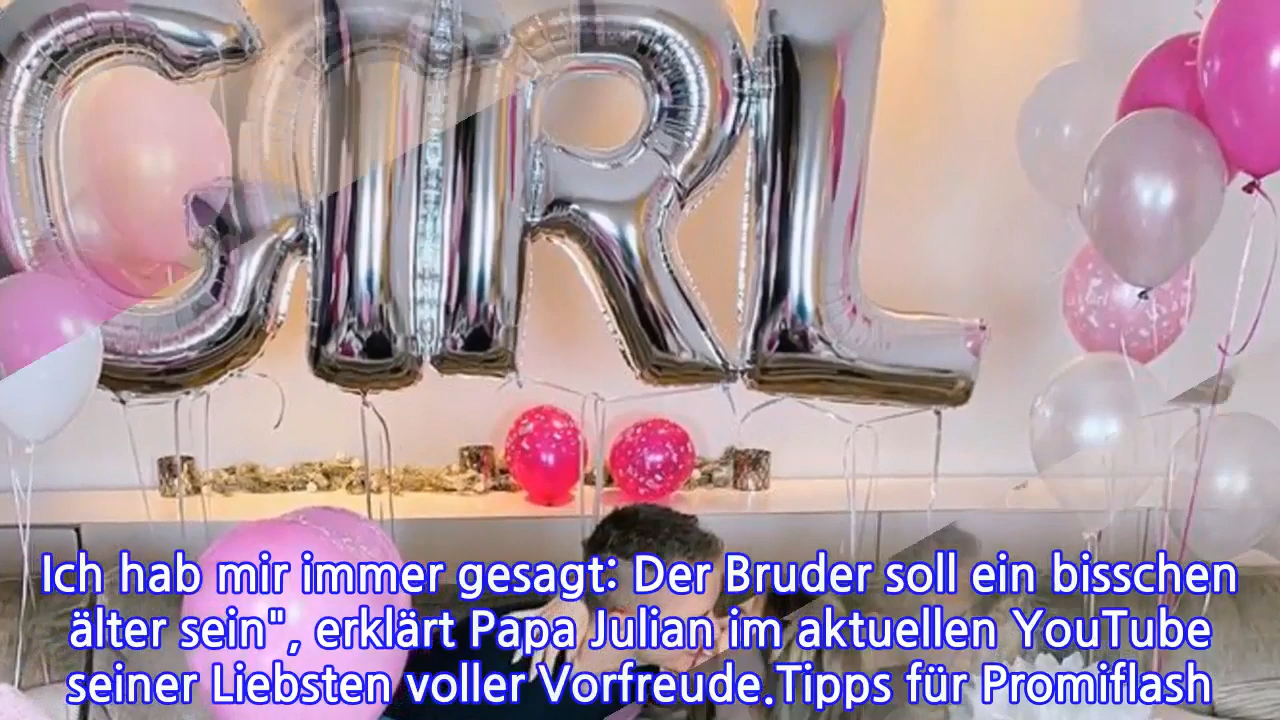 GIRL
Ich hab mir immer gesagt: Der Bruder soll ein bisschen
älter sein", erklärt Papa Julian im aktuellen YouTube
seiner Liebsten voller Vorfreude.Tipps für Promiflash